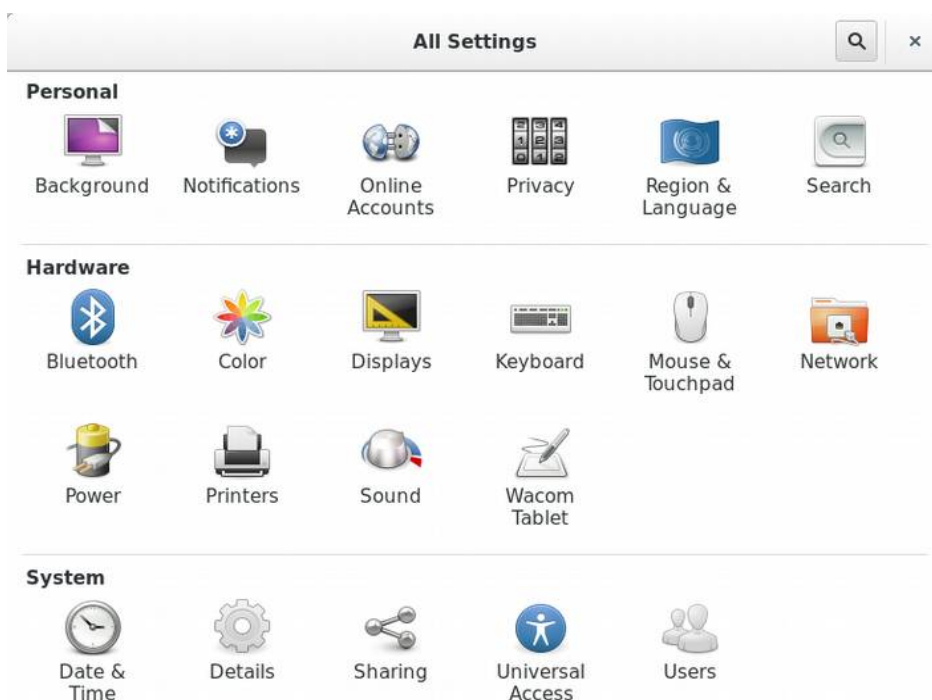 All Settings
Personal
Background Notifications Online Accounts Privacy Region & Language Search
Hardware
Bluetooth Color Displays Keyboard Mouse & Touchpad Network
Power Printers Sound Wacom Tablet
System
Date & Time Details Sharing Universal Access Users